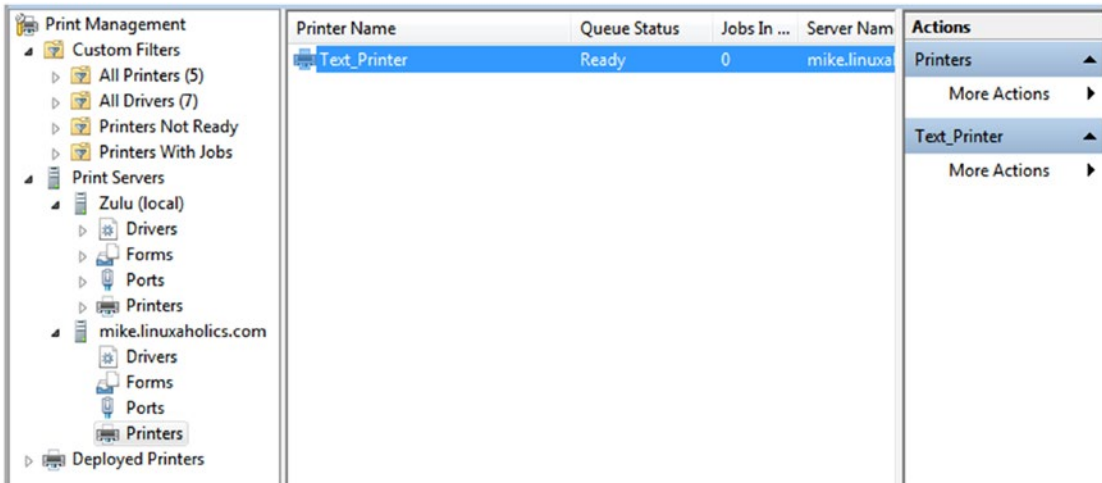 Print Management
Custom Filters
All Printers (5)
All Drivers (7)
Printers Not Ready
Printers With Jobs
Print Servers
Zulu (local)
Drivers
Forms
Ports
Printers
mike.linuxaholics.com
Drivers
Forms
Ports
Printers
Deployed Printers
Printer Name Queue Status Jobs In ... Server Nam
Text_Printer Ready 0 mike.linuxal
Actions
Printers
More Actions
Text_Printer
More Actions